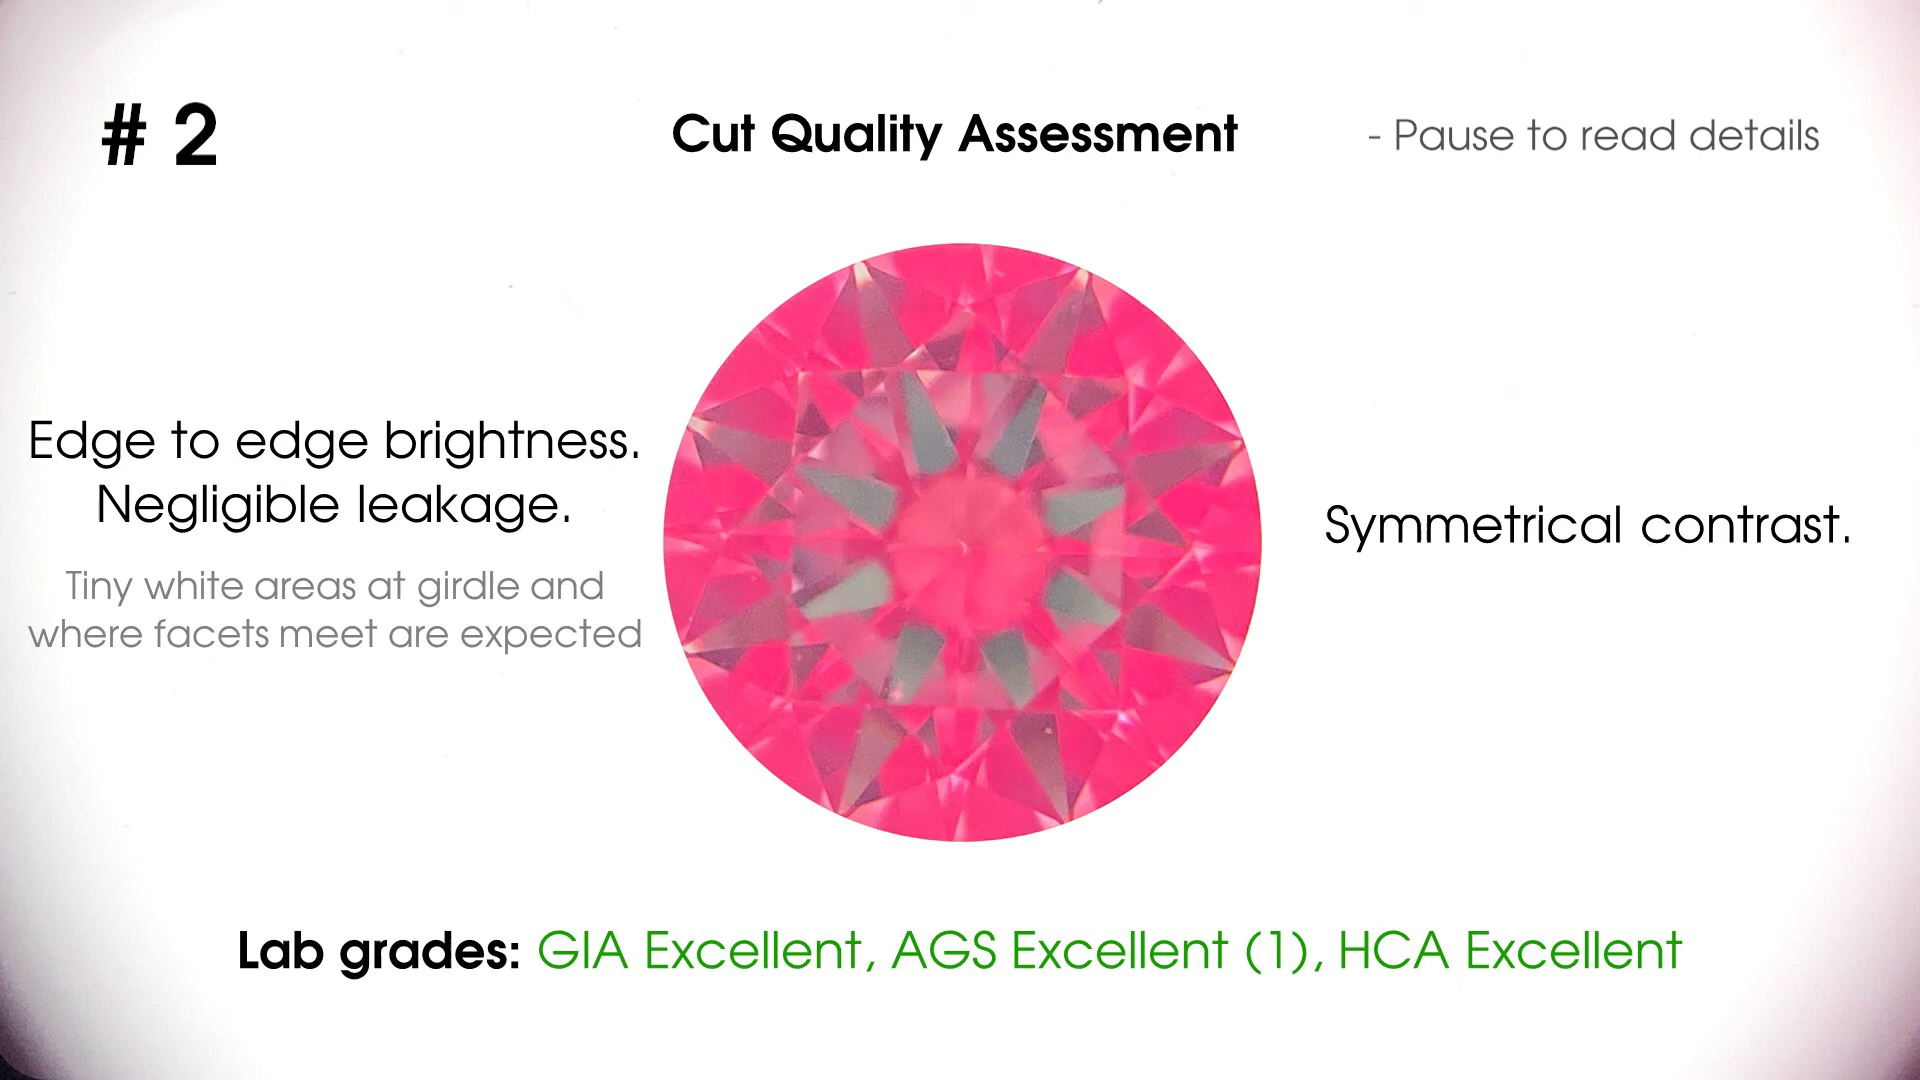 # 2
Cut Quality Assessment
- Pause to read details
Edge to edge brightness.
Negligible leakage.
Tiny white areas at girdle and
where facets meet are expected
Symmetrical contrast.
Lab grades: GIA Excellent, AGS Excellent (1), HCA Excellent